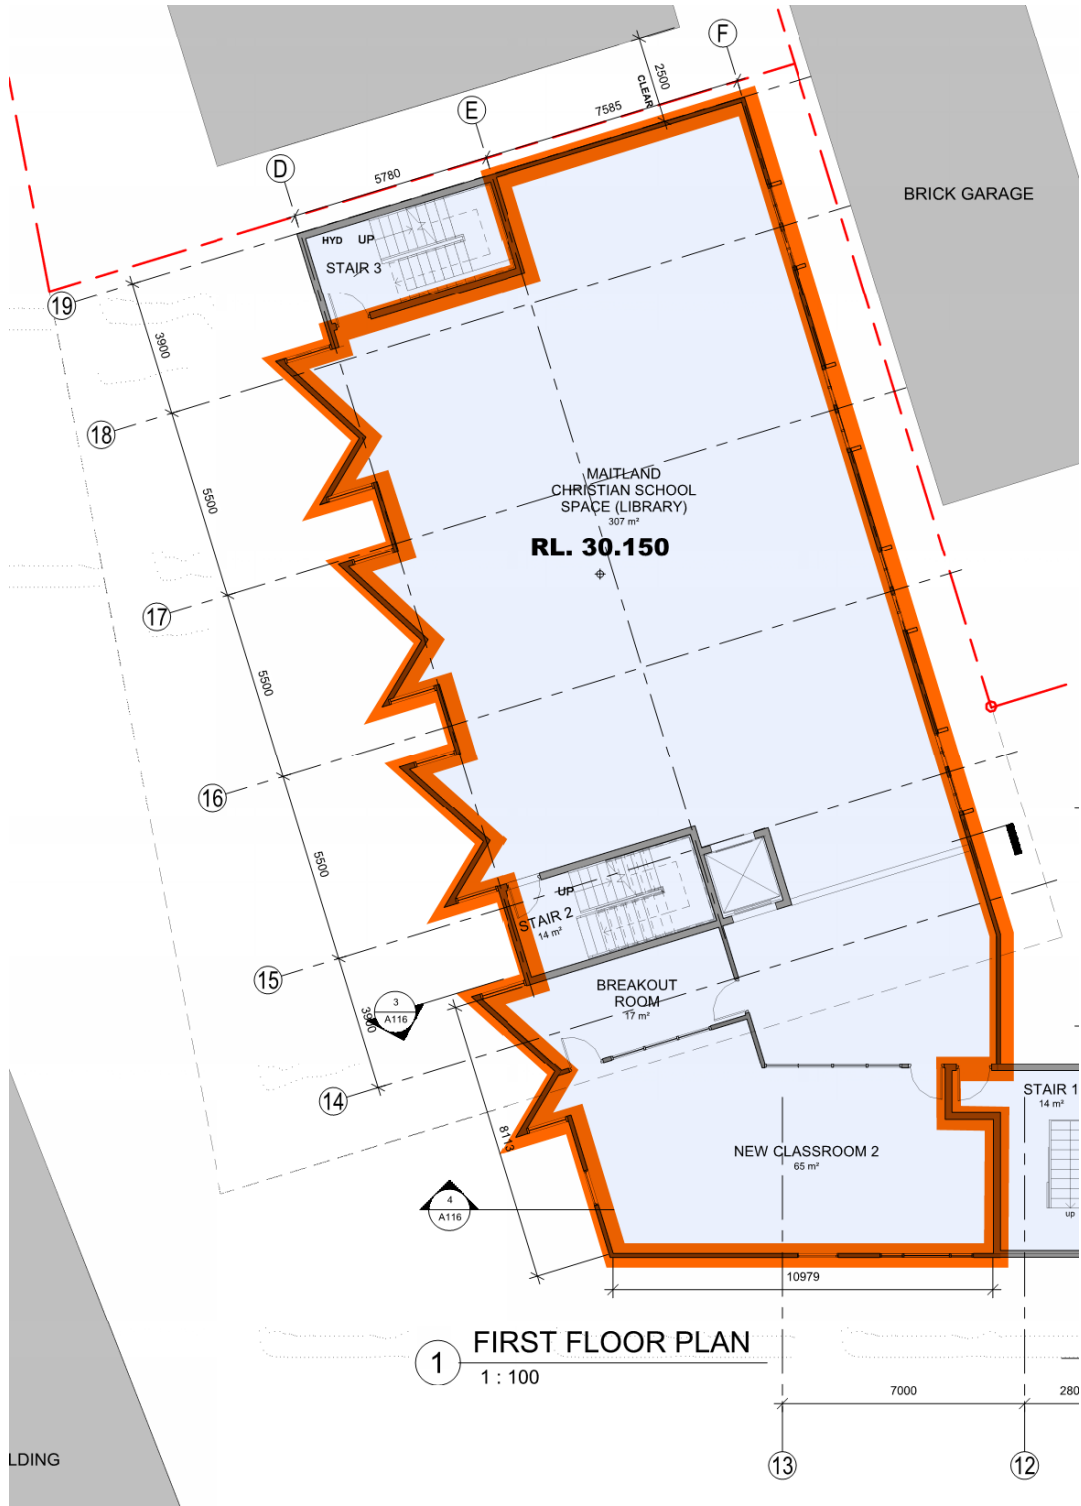 F
2500
CLEAR
7585
E
5780
D
BRICK GARAGE
HYD UP
STAIR 3
19
3900
18
5500
MAITLAND
CHRISTIAN SCHOOL
SPACE (LIBRARY)
307 m²
RL. 30.150
17
5500
16
5500
UP
STAIR 2
14 m²
15
BREAKOUT
ROOM
17 m²
3
A116
3900
14
STAIR 1
14 m²
8113
NEW CLASSROOM 2
65 m²
4
A116
up
10979
1
FIRST FLOOR PLAN
1 : 100
7000
280
LDING
13
12